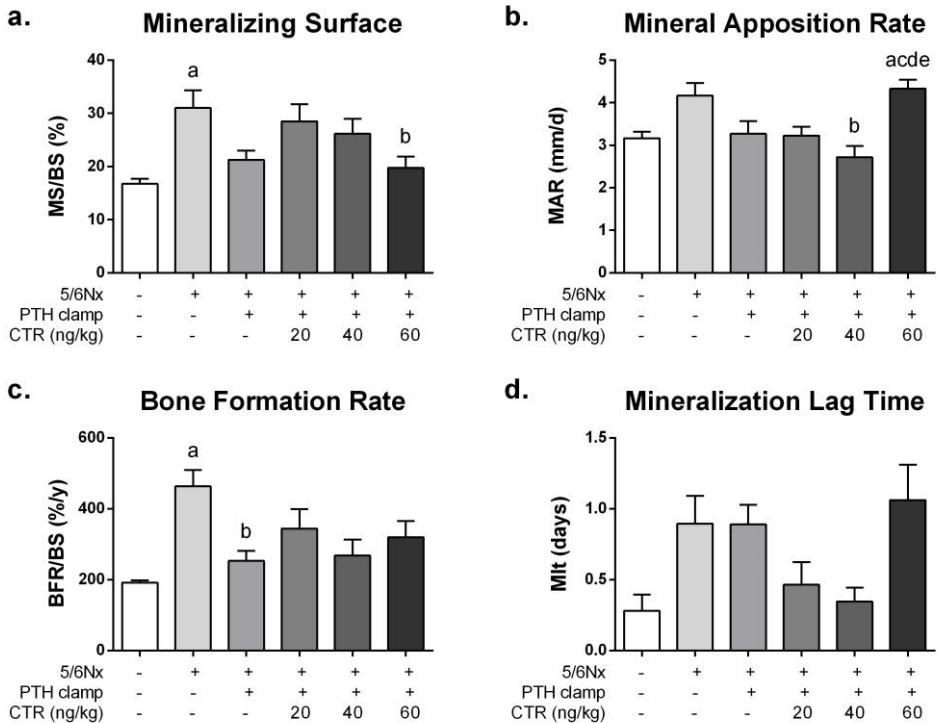 a. Mineralizing Surface
MS/BS (%)
40
30
20
10
0
a
b
5/6Nx - + + + + +
PTH clamp - - + + + +
CTR (ng/kg) - - - 20 40 60
b. Mineral Apposition Rate
MAR (mm/d)
5
4
3
2
1
0
b
acde
5/6Nx - + + + + +
PTH clamp - - + + + +
CTR (ng/kg) - - - 20 40 60
c. Bone Formation Rate
BFR/BS (%/y)
600
400
200
0
a
b
5/6Nx - + + + + +
PTH clamp - - + + + +
CTR (ng/kg) - - - 20 40 60
d. Mineralization Lag Time
Mlt (days)
1.5
1.0
0.5
0.0
5/6Nx - + + + + +
PTH clamp - - + + + +
CTR (ng/kg) - - - 20 40 60